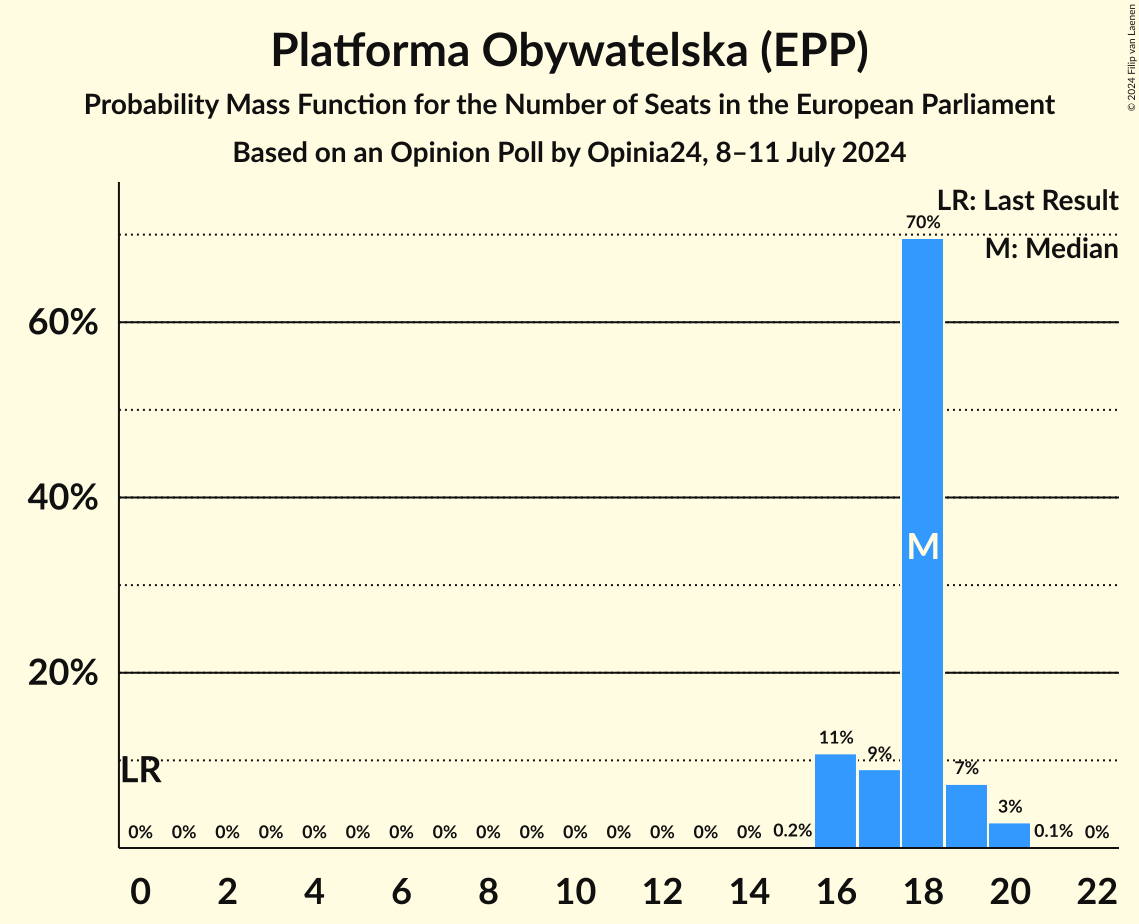 Platforma Obywatelska (EPP)
Probability Mass Function for the Number of Seats in the European Parliament
Based on an Opinion Poll by Opinia24, 8–11 July 2024
© 2024 Filip van Laenen
LR: Last Result
M: Median
60%
40%
20%
70%
M
LR
11%
9%
7%
3%
0% 0% 0% 0% 0% 0% 0% 0% 0% 0% 0% 0% 0% 0% 0% 0.2% 0.1% 0%
0 2 4 6 8 10 12 14 16 18 20 22